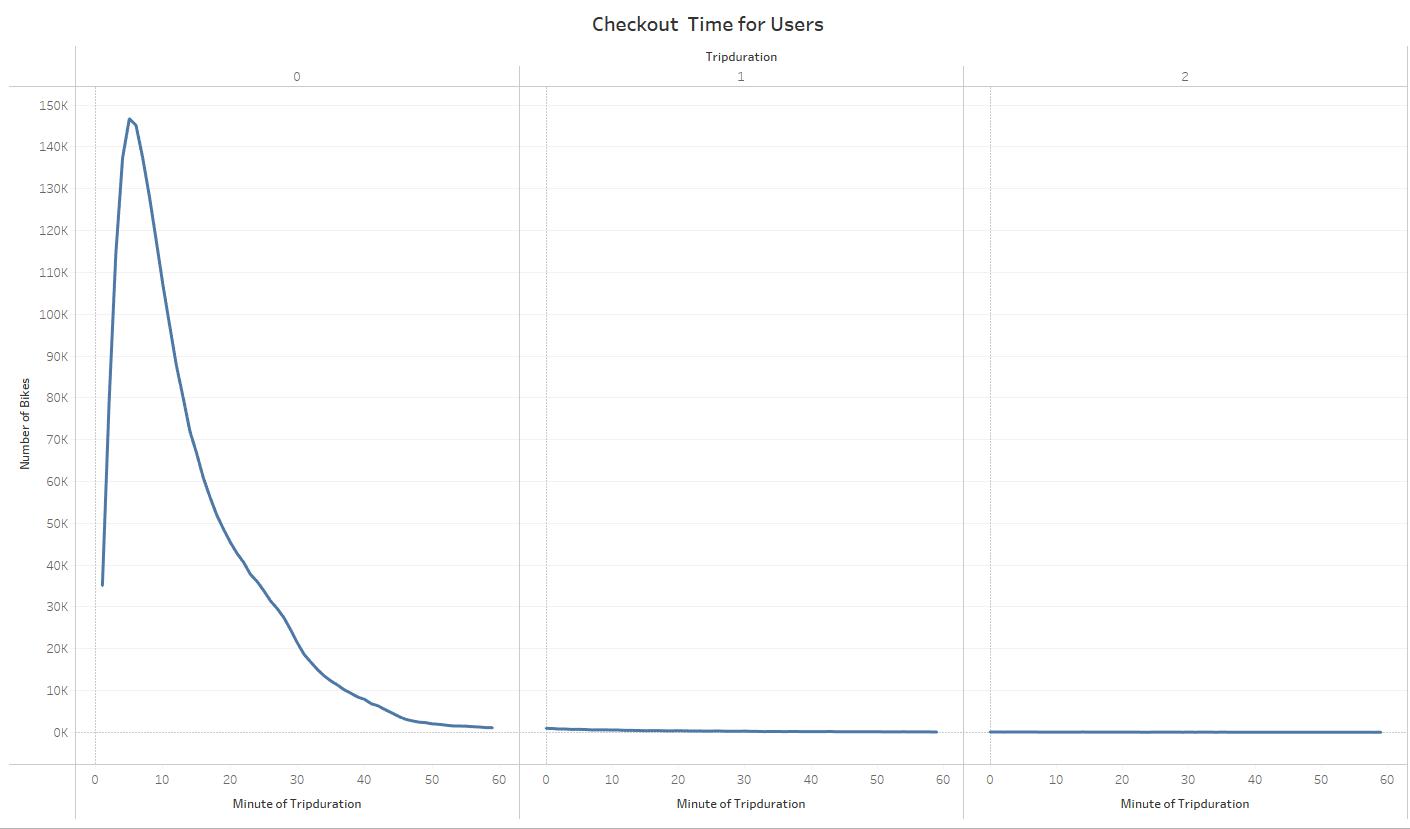 Checkout  Time for Users
Tripduration
0 1 2
150K
140K
130K
120K
110K
100K
90K
80K
70K
60K
50K
40K
30K
20K
10K
0K
Number of Bikes
0 10 20 30 40 50 60 0 10 20 30 40 50 60 0 10 20 30 40 50 60
Minute of Tripduration Minute of Tripduration Minute of Tripduration